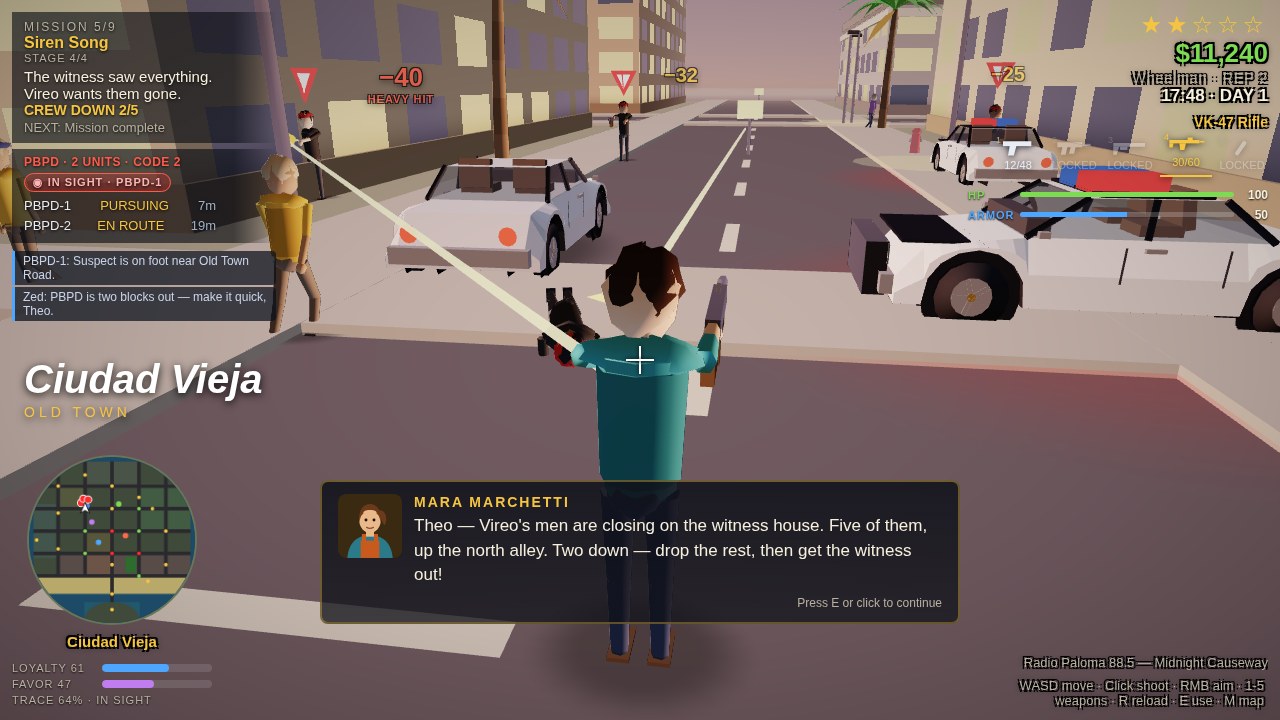 MISSION 5/9
Siren Song
STAGE 4/4
The witness saw everything.
Vireo wants them gone.
CREW DOWN 2/5
NEXT: Mission complete
PBPD · 2 UNITS · CODE 2
◉ IN SIGHT · PBPD-1
PBPD-1 PURSUING 7m
PBPD-2 EN ROUTE 19m
PBPD-1: Suspect is on foot near Old Town
Road.
Zed: PBPD is two blocks out — make it quick,
Theo.
−40
HEAVY HIT
−32
−25
★ ★ ☆ ☆ ☆
$11,240
Wheelman · REP 2
17:48 · DAY 1
VK-47 Rifle
12/48 LOCKED LOCKED 30/60 LOCKED
HP 100
ARMOR 50
Ciudad Vieja
OLD TOWN
MARA MARCHETTI
Theo — Vireo's men are closing on the witness house. Five of them,
up the north alley. Two down — drop the rest, then get the witness
out!
Press E or click to continue
Ciudad Vieja
LOYALTY 61
FAVOR 47
TRACE 64% · IN SIGHT
Radio Paloma 88.5 — Midnight Causeway
WASD move · Click shoot · RMB aim · 1-5
weapons · R reload · E use · M map